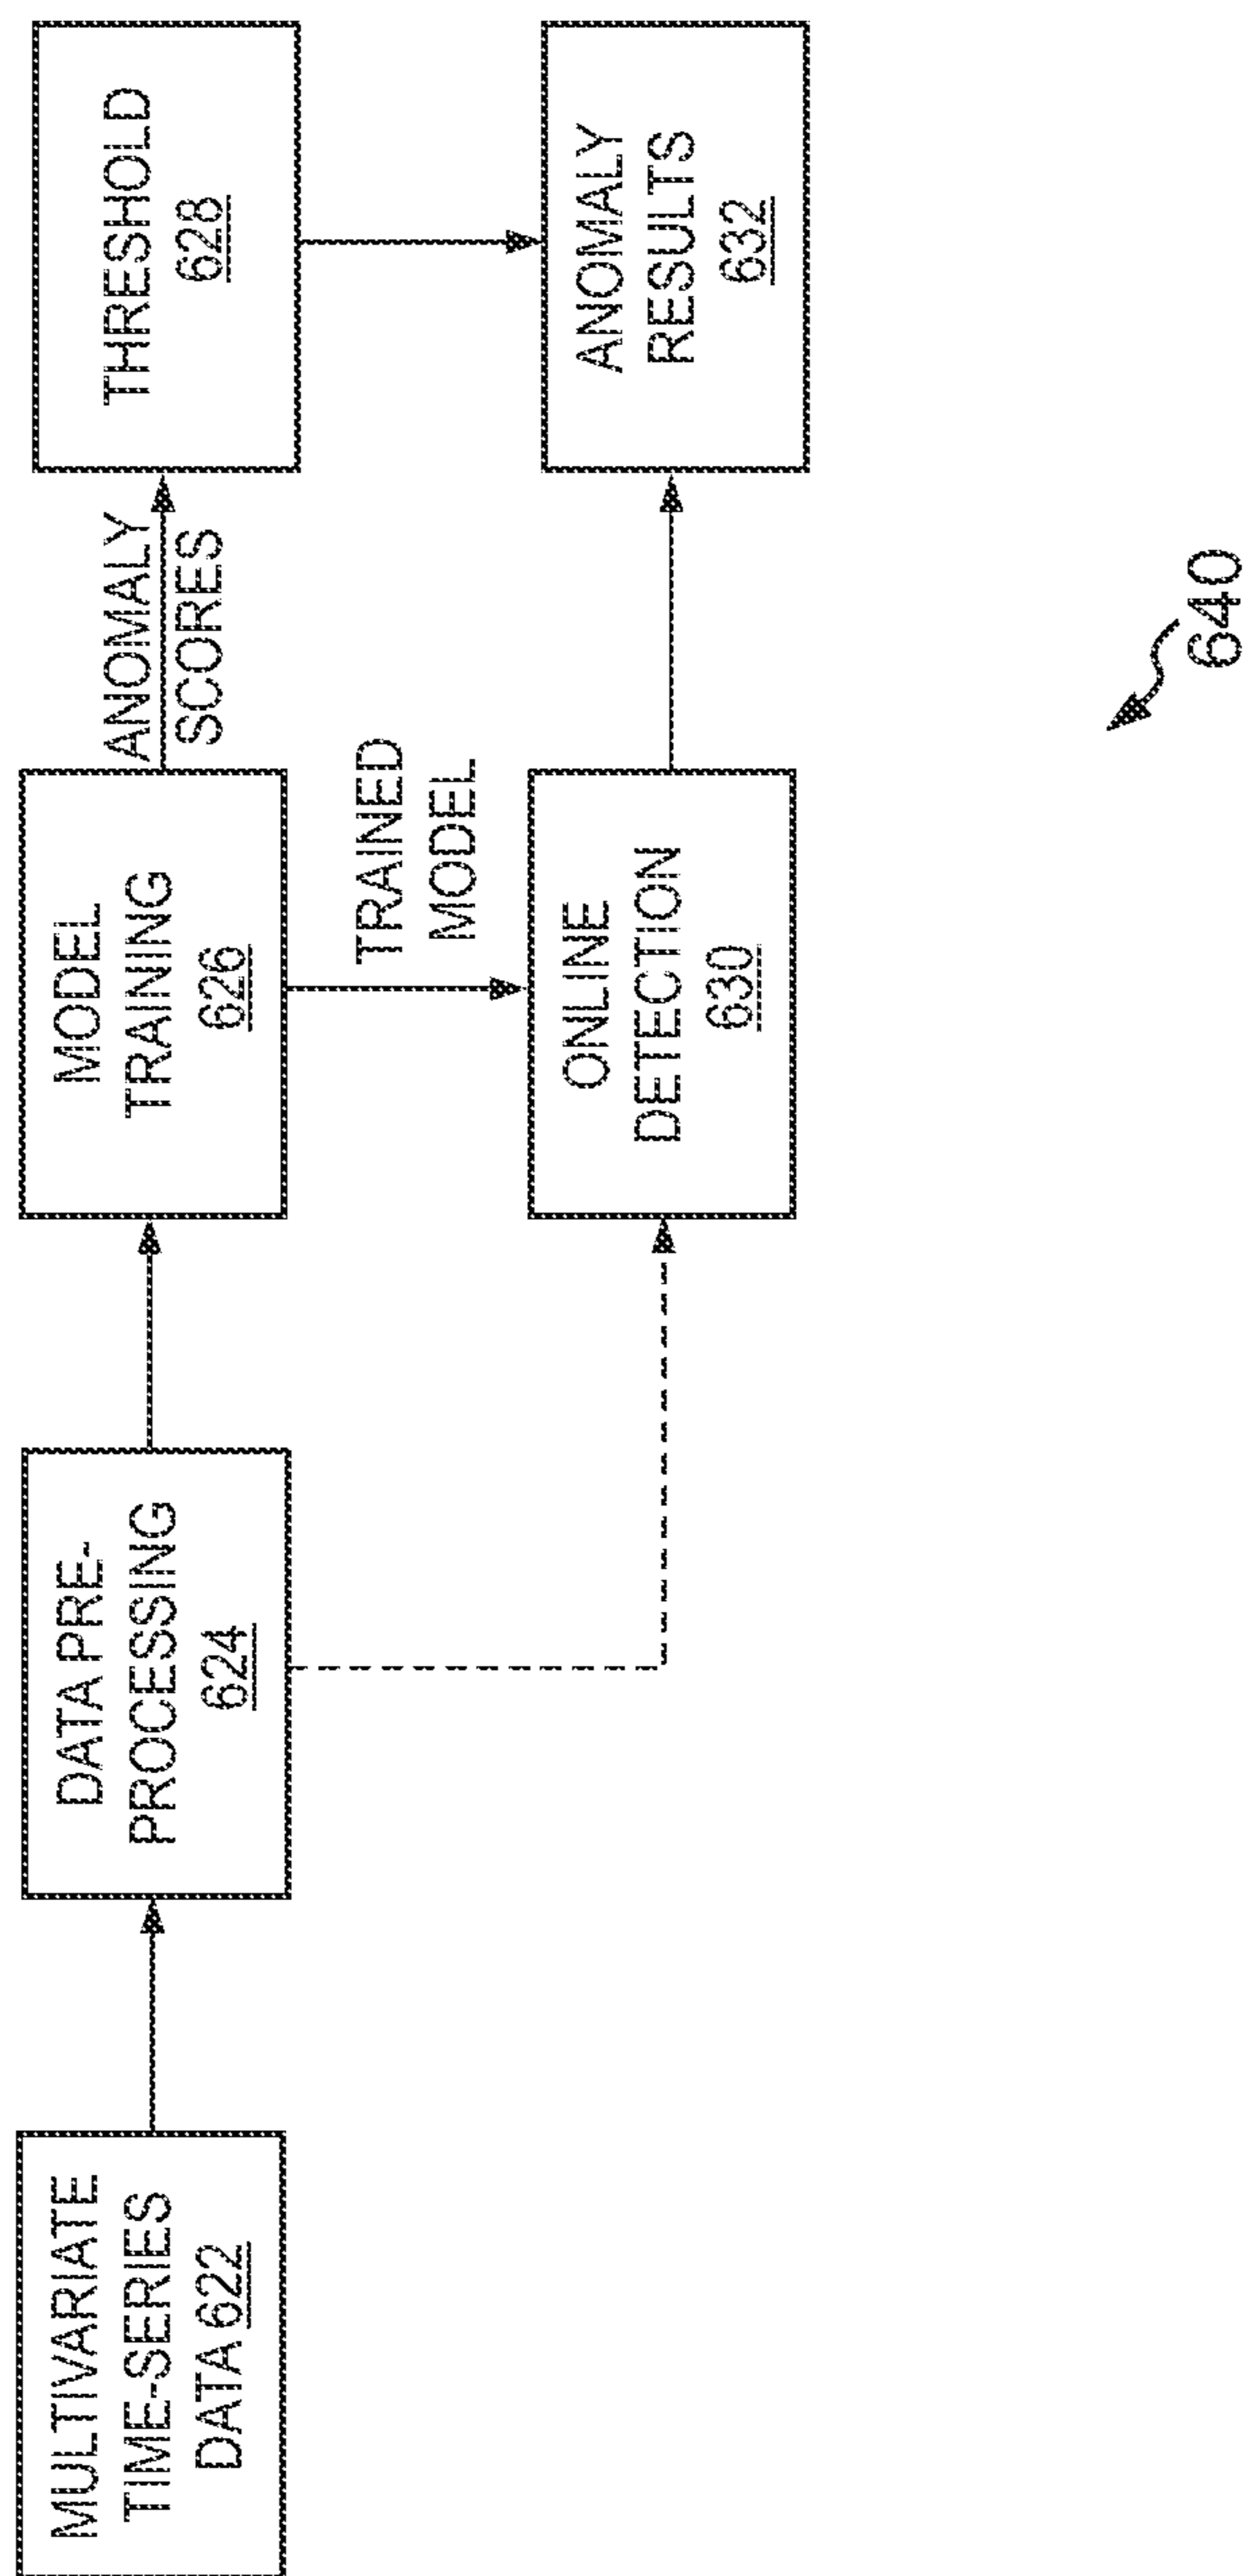 MULTIVARIATE
TIME-SERIES
DATA 622
DATA PRE-
PROCESSING
624
MODEL
TRAINING
626
ANOMALY
SCORES
THRESHOLD
628
TRAINED
MODEL
ONLINE
DETECTION
630
ANOMALY
RESULTS
632
640